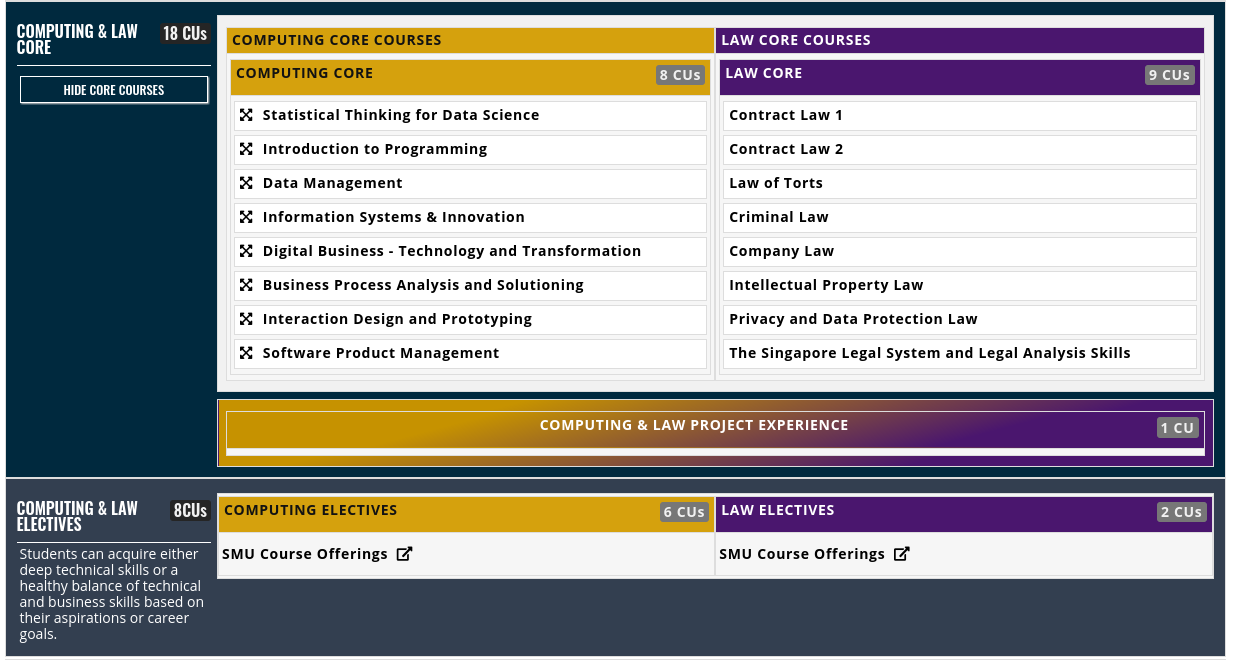 COMPUTING & LAW
CORE
18 CUs
HIDE CORE COURSES
COMPUTING CORE COURSES
COMPUTING CORE
8 CUs
Statistical Thinking for Data Science
Introduction to Programming
Data Management
Information Systems & Innovation
Digital Business - Technology and Transformation
Business Process Analysis and Solutioning
Interaction Design and Prototyping
Software Product Management
LAW CORE COURSES
LAW CORE
9 CUs
Contract Law 1
Contract Law 2
Law of Torts
Criminal Law
Company Law
Intellectual Property Law
Privacy and Data Protection Law
The Singapore Legal System and Legal Analysis Skills
COMPUTING & LAW PROJECT EXPERIENCE
1 CU
COMPUTING & LAW
ELECTIVES
8CUs
Students can acquire either
deep technical skills or a
healthy balance of technical
and business skills based on
their aspirations or career
goals.
COMPUTING ELECTIVES
6 CUs
SMU Course Offerings
LAW ELECTIVES
2 CUs
SMU Course Offerings